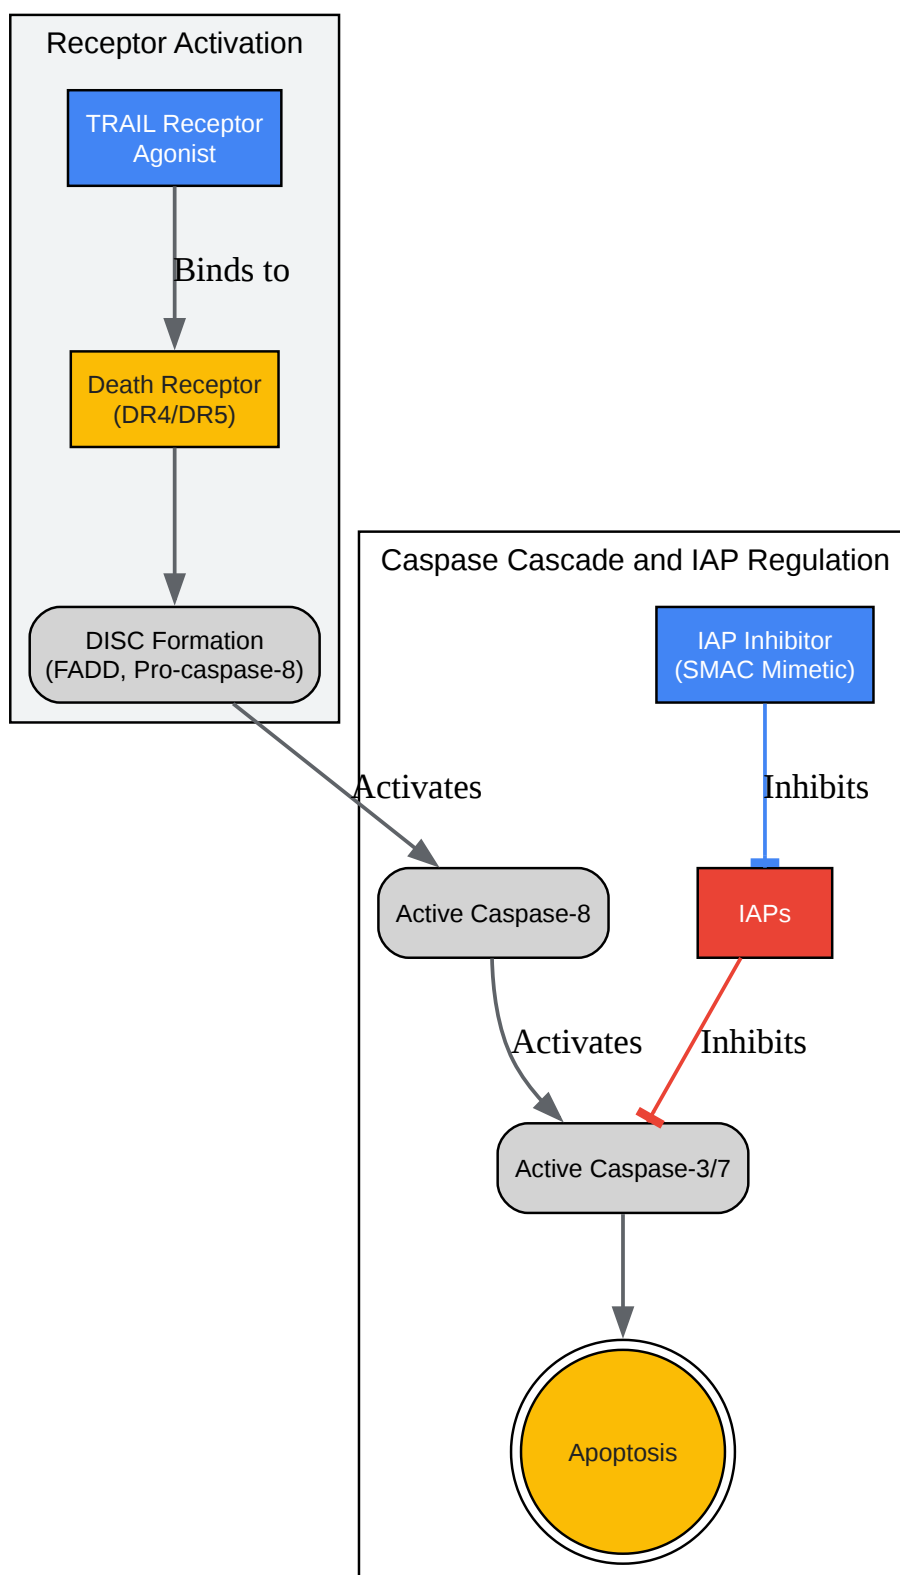 Receptor Activation
TRAIL Receptor
Agonist
Binds to
Death Receptor
(DR4/DR5)
DISC Formation
(FADD, Pro-caspase-8)
Caspase Cascade and IAP Regulation
IAP Inhibitor
(SMAC Mimetic)
Activates
Inhibits
Active Caspase-8
IAPs
Activates
Inhibits
Active Caspase-3/7
Apoptosis